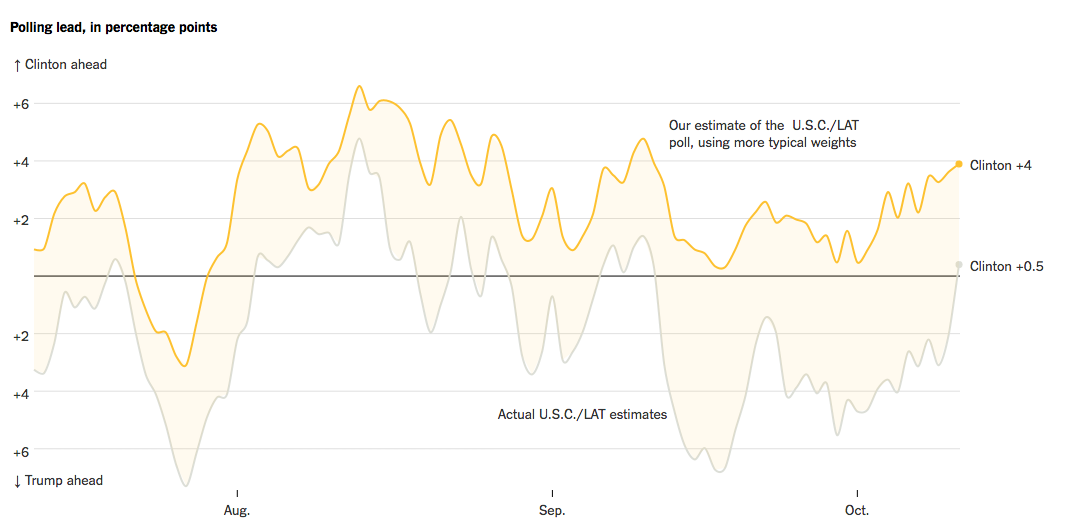 Polling lead, in percentage points
↑ Clinton ahead
+6
Our estimate of the U.S.C./LAT
poll, using more typical weights
+4
Clinton +4
+2
Clinton +0.5
+2
+4
Actual U.S.C./LAT estimates
+6
↓ Trump ahead
Aug. Sep. Oct.